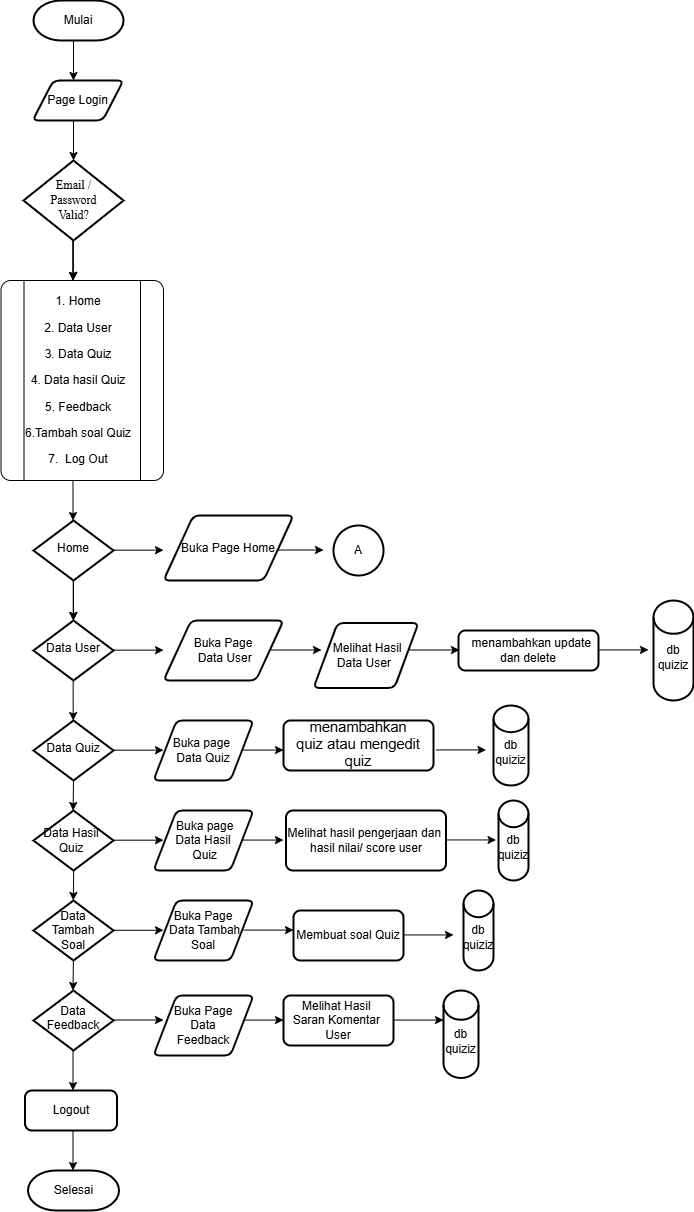 Mulai
Page Login
Email /
Password
Valid?
1. Home
2. Data User
3. Data Quiz
4. Data hasil Quiz
5. Feedback
6.Tambah soal Quiz
7. Log Out
Home
Buka Page Home
A
Data User
Buka Page
Data User
Melihat Hasil
Data User
menambahkan update
dan delete
db
quiziz
Data Quiz
Buka page
Data Quiz
menambahkan
quiz atau mengedit
quiz
db
quiziz
Data Hasil
Quiz
Buka page
Data Hasil
Quiz
Melihat hasil pengerjaan dan
hasil nilai/ score user
db
quiziz
Data
Tambah
Soal
Buka Page
Data Tambah
Soal
Membuat soal Quiz
db
quiziz
Data
Feedback
Buka Page
Data
Feedback
Melihat Hasil
Saran Komentar
User
db
quiziz
Logout
Selesai